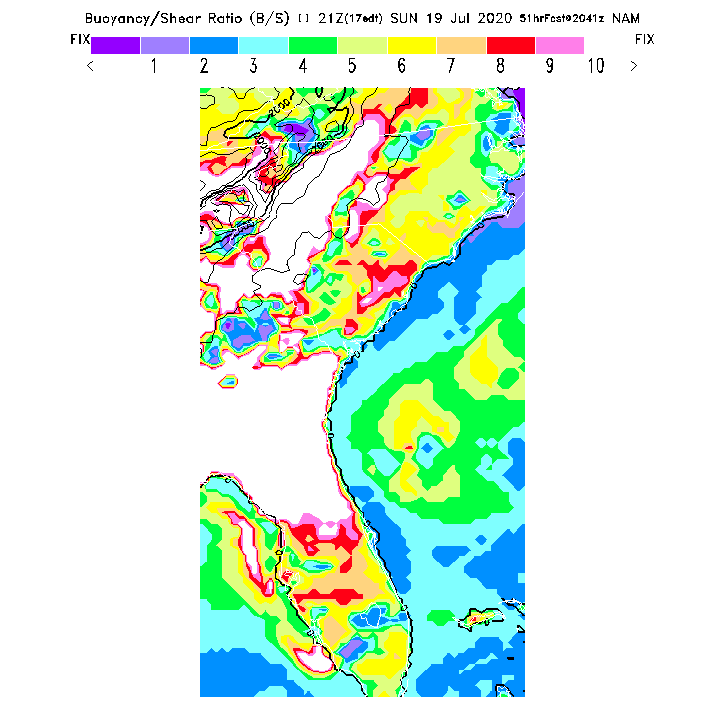 Buoyancy/Shear Ratio (B/S) [] 21Z(17edt) SUN 19 Jul 2020 51hrFcst@2041z NAM
FIX FIX
< 1 2 3 4 5 6 7 8 9 10 >
2000